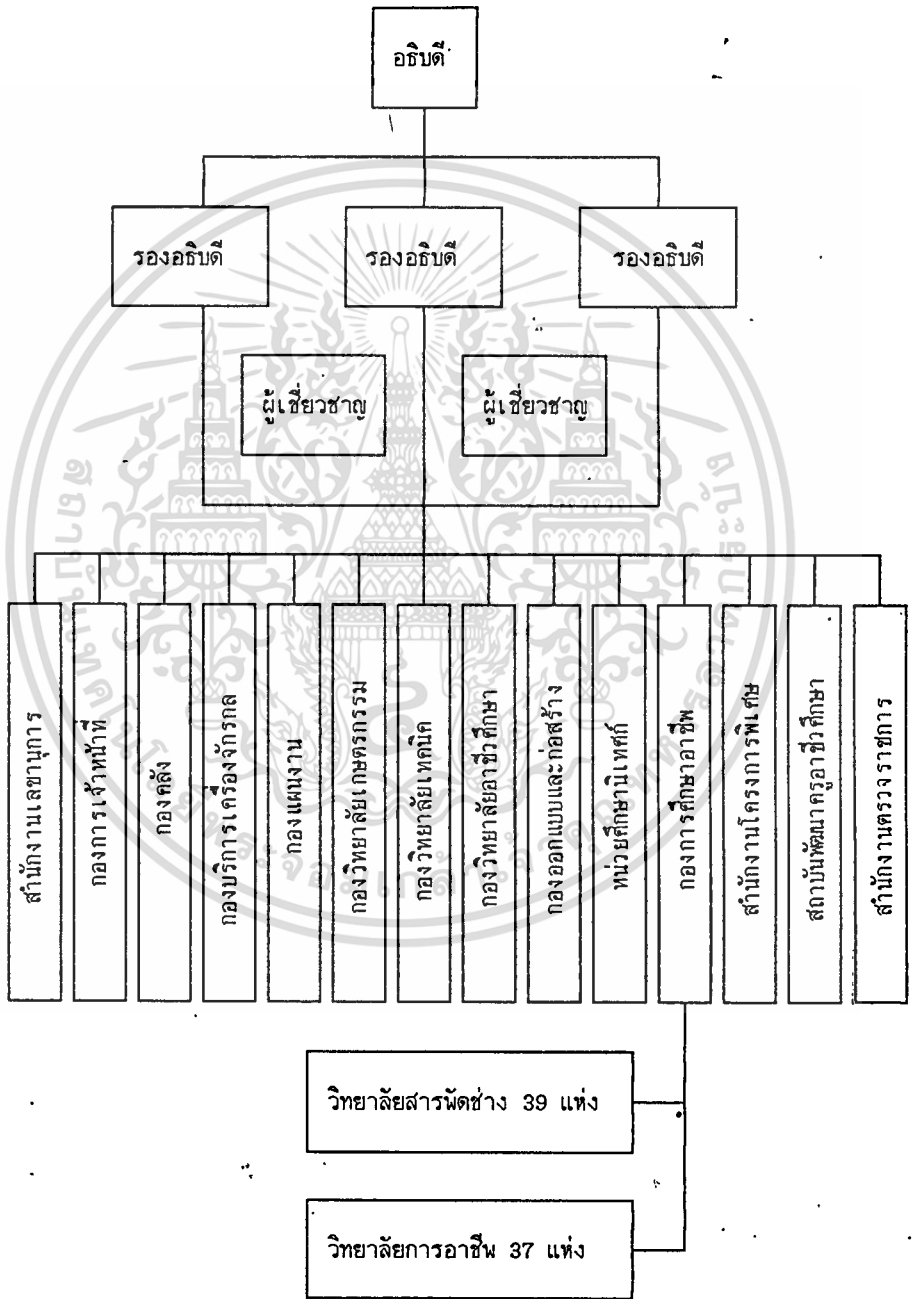 อธิบดี
รองอธิบดี
รองอธิบดี
รองอธิบดี
ผู้เชี่ยวชาญ
ผู้เชี่ยวชาญ
สำนักงานเลขานุการ
กองการเจ้าหน้าที่
กองคลัง
กองบริการเครื่องจักรกล
กองแผนงาน
กองวิทยาลัยเกษตรกรรม
กองวิทยาลัยเทคนิค
กองวิทยาลัยอาชีวศึกษา
กองออกแบบและก่อสร้าง
หน่วยศึกษานิเทศก์
กองการศึกษาอาชีพ
สำนักงานโครงการพิเศษ
สถาบันพัฒนาครูอาชีวศึกษา
สำนักงานตรวจราชการ
วิทยาลัยสารพัดช่าง 39 แห่ง
วิทยาลัยการอาชีพ 37 แห่ง